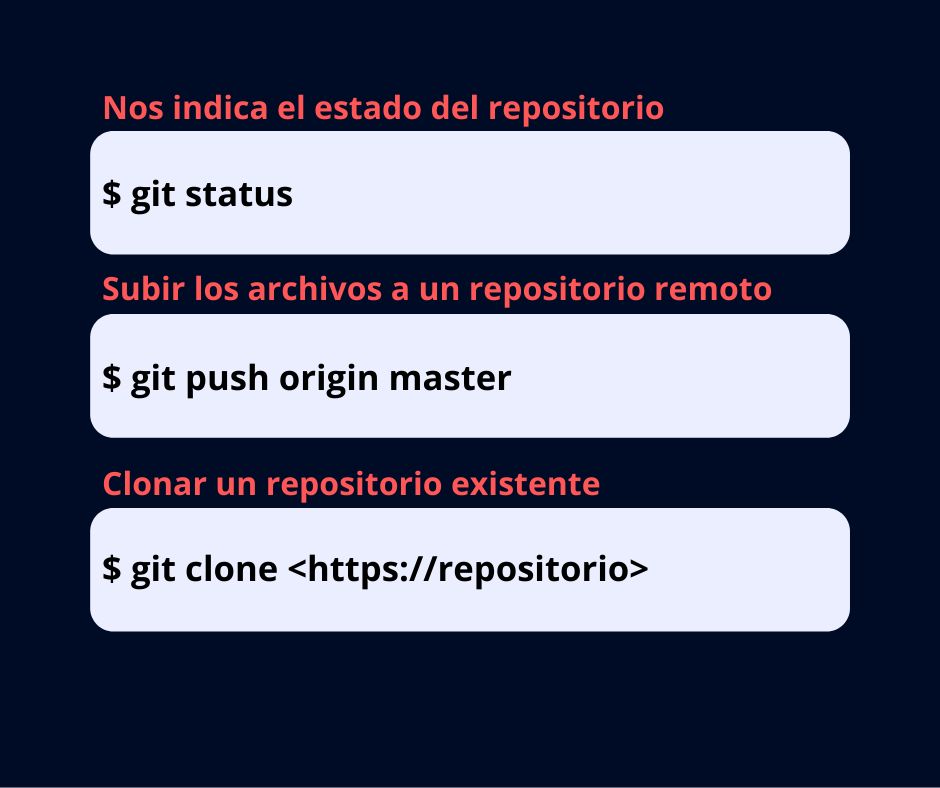 Nos indica el estado del repositorio
$ git status
Subir los archivos a un repositorio remoto
$ git push origin master
Clonar un repositorio existente
$ git clone <https://repositorio>